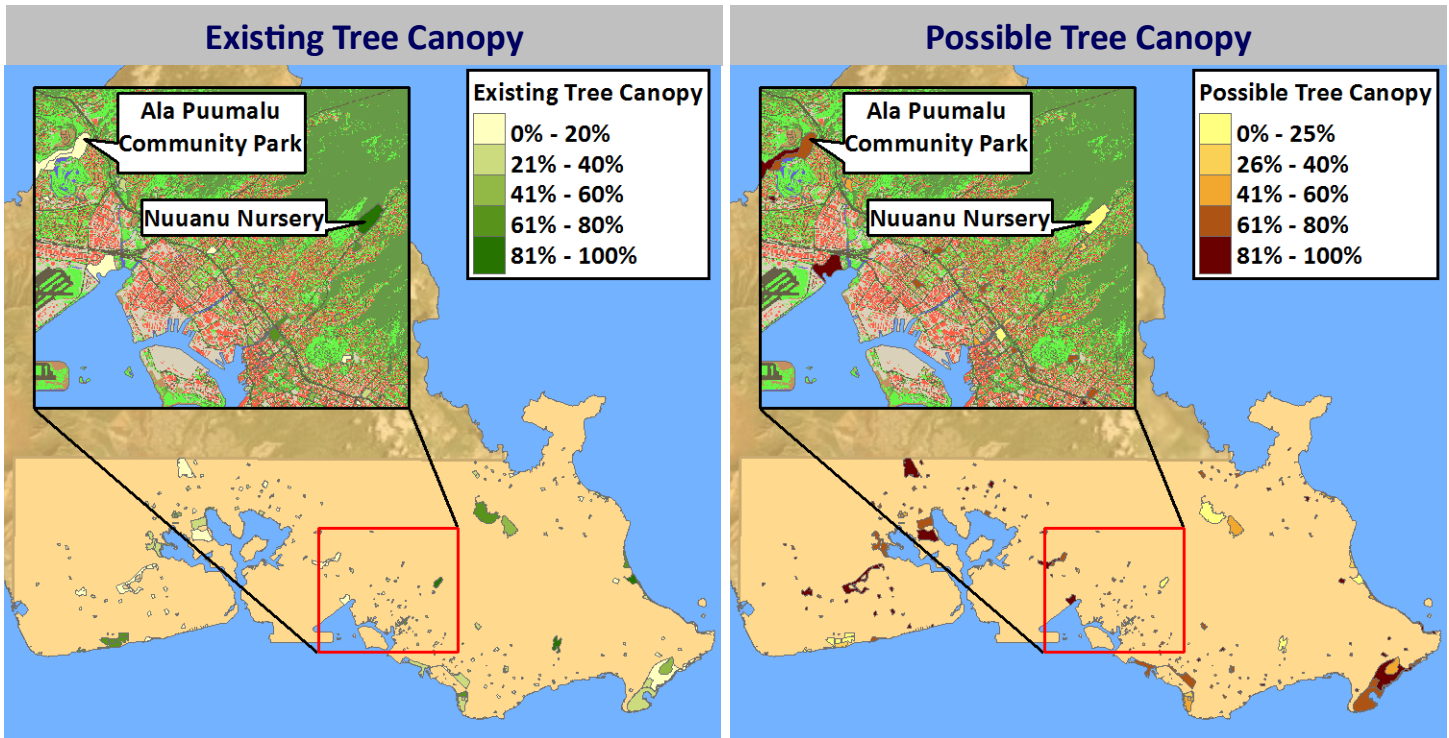 Existing Tree Canopy
Ala Puumalu
Community Park
Nuuanu Nursery
Existing Tree Canopy
0% - 20%
21% - 40%
41% - 60%
61% - 80%
81% - 100%
Possible Tree Canopy
Ala Puumalu
Community Park
Nuuanu Nursery
Possible Tree Canopy
0% - 25%
26% - 40%
41% - 60%
61% - 80%
81% - 100%